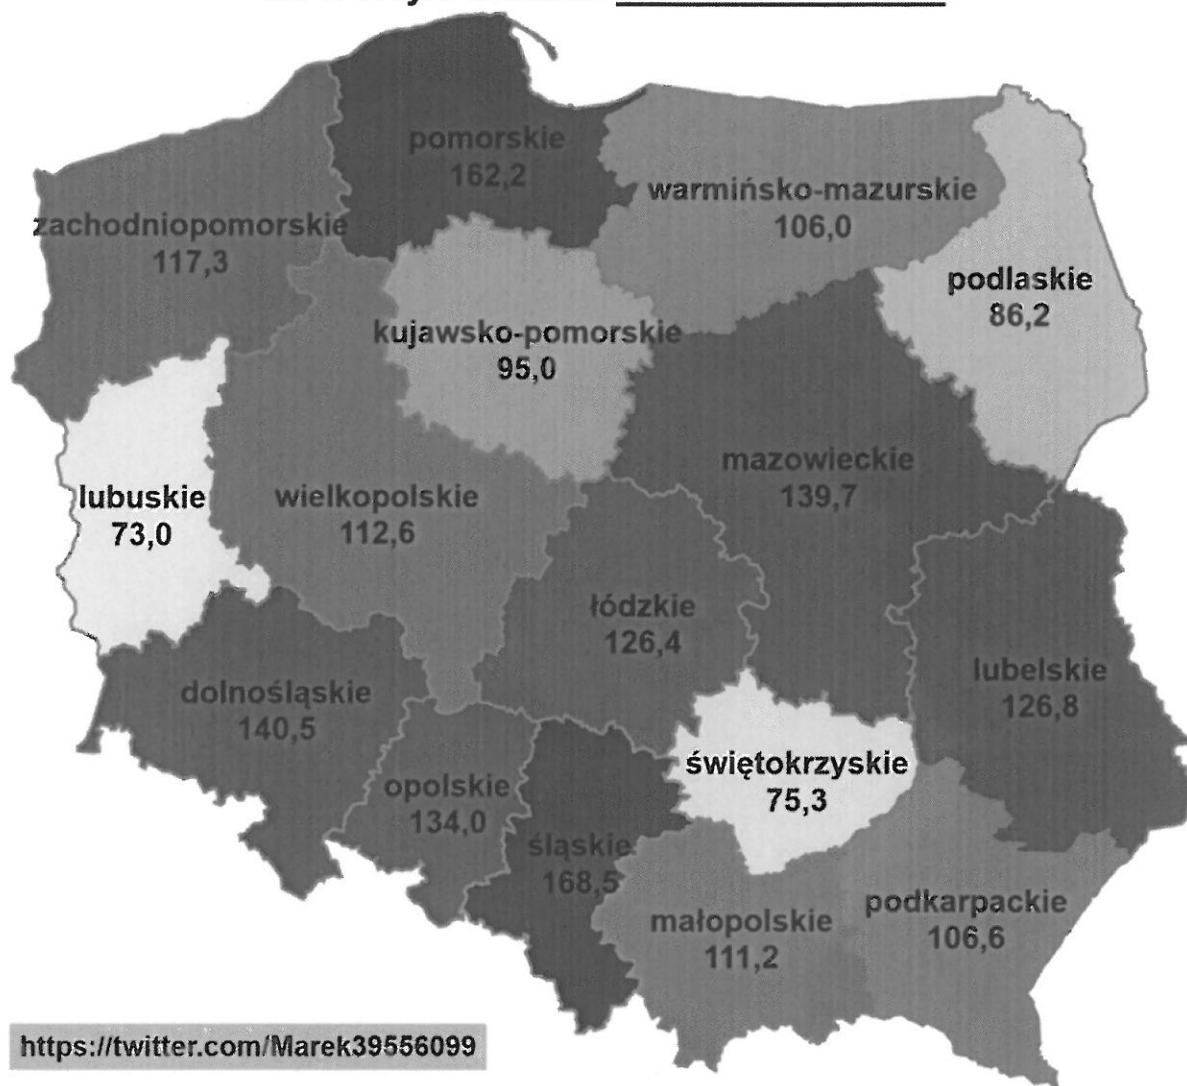 pomorskie
162,2
warmińsko-mazurskie
106,0
zachodniopomorskie
117,3
podlaskie
86,2
kujawsko-pomorskie
95,0
mazowieckie
139,7
lubuskie
73,0
wielkopolskie
112,6
łódzkie
126,4
lubelskie
126,8
dolnośląskie
140,5
świętokrzyskie
75,3
opolskie
134,0
śląskie
168,5
podkarpackie
106,6
małopolskie
111,2
https://twitter.com/Marek39556099